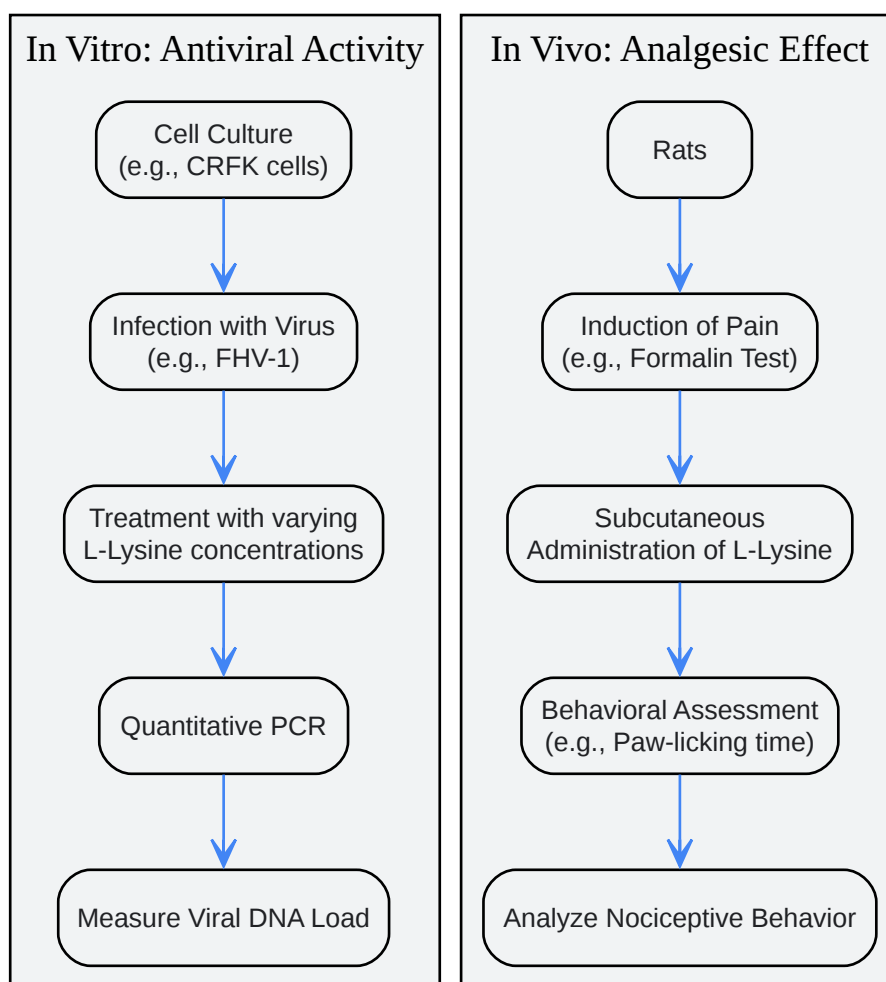 In Vitro: Antiviral Activity
Cell Culture
(e.g., CRFK cells)
Infection with Virus
(e.g., FHV-1)
Treatment with varying
L-Lysine concentrations
Quantitative PCR
Measure Viral DNA Load
In Vivo: Analgesic Effect
Rats
Induction of Pain
(e.g., Formalin Test)
Subcutaneous
Administration of L-Lysine
Behavioral Assessment
(e.g., Paw-licking time)
Analyze Nociceptive Behavior